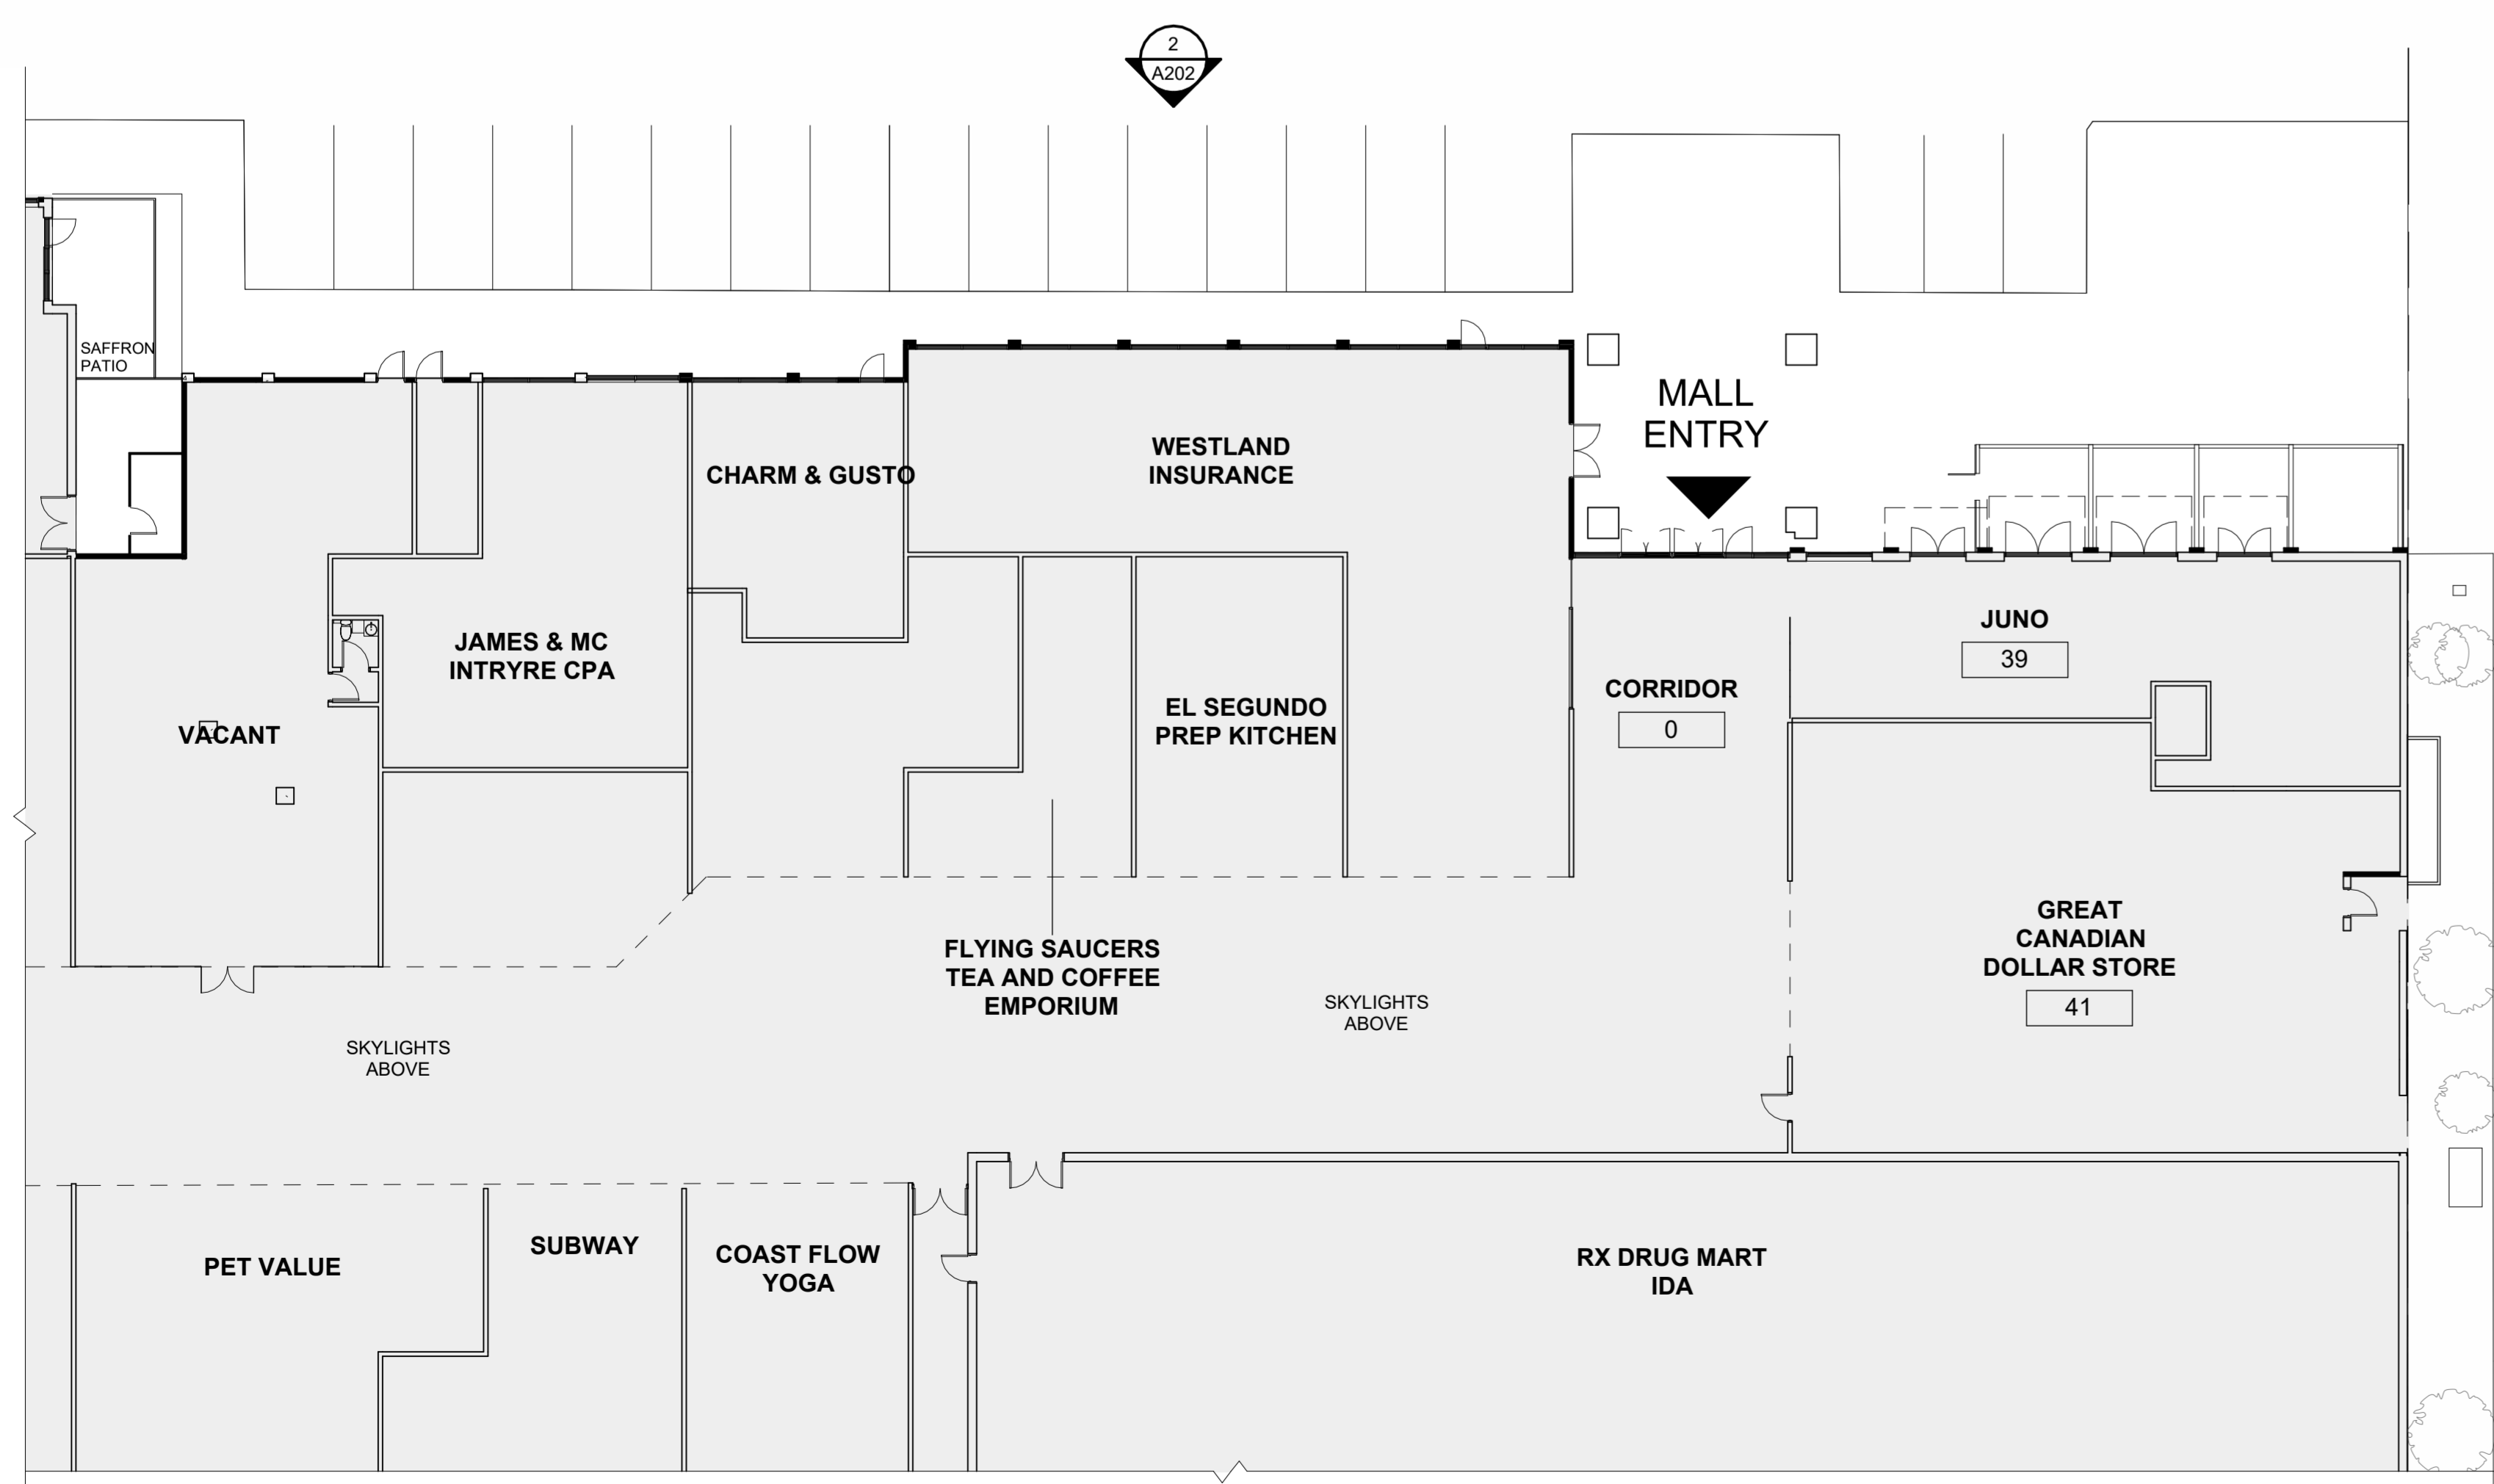 2
A202
SAFFRON
PATIO
MALL
ENTRY
WESTLAND
INSURANCE
CHARM & GUSTO
JAMES & MC
INTRYRE CPA
JUNO
39
CORRIDOR
0
EL SEGUNDO
PREP KITCHEN
VACANT
GREAT
CANADIAN
DOLLAR STORE
41
FLYING SAUCERS
TEA AND COFFEE
EMPORIUM
SKYLIGHTS
ABOVE
SKYLIGHTS
ABOVE
PET VALUE
SUBWAY
COAST FLOW
YOGA
RX DRUG MART
IDA